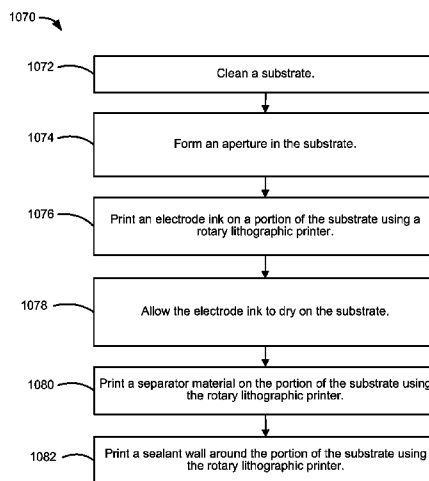 1070
1072
Clean a substrate.
1074
Form an aperture in the substrate.
1076
Print an electrode ink on a portion of the substrate using a
rotary lithographic printer.
1078
Allow the electrode ink to dry on the substrate.
1080
Print a separator material on the portion of the substrate using
the rotary lithographic printer.
1082
Print a sealant wall around the portion of the substrate using
the rotary lithographic printer.